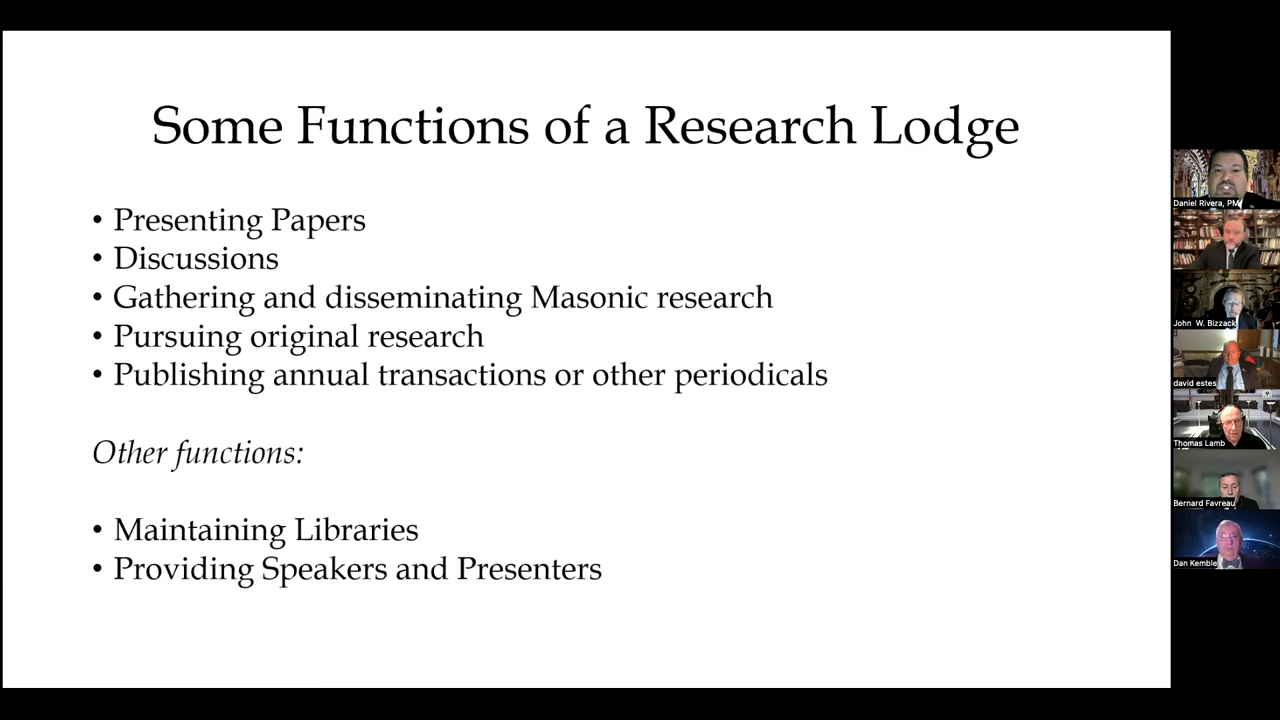 Some Functions of a Research Lodge
• Presenting Papers
• Discussions
• Gathering and disseminating Masonic research
• Pursuing original research
• Publishing annual transactions or other periodicals
Other functions:
• Maintaining Libraries
• Providing Speakers and Presenters
Daniel Rivera, PM
John W. Bizzack
david estes
Thomas Lamb
Bernard Favreau
Dan Kemble